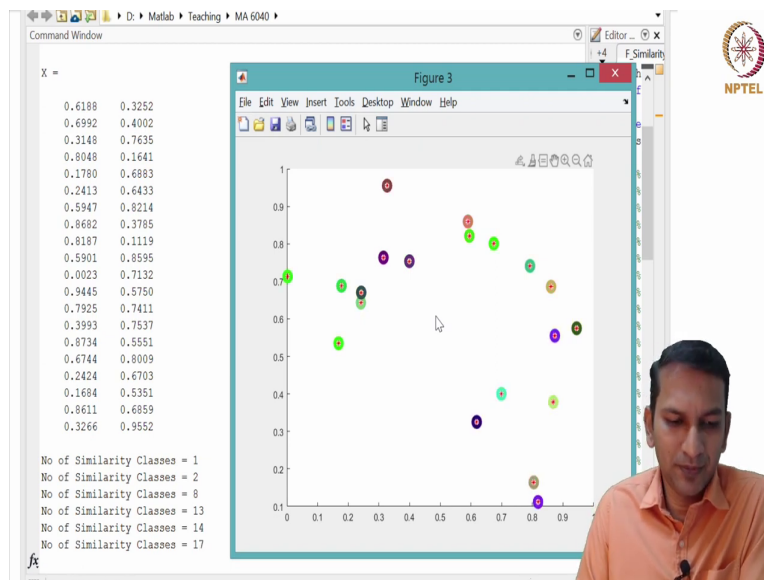 D: ▸ Matlab ▸ Teaching ▸ MA 6040 ▸
Command Window
Editor ...
+4 F_Similarity
NPTEL
X =
0.6188 0.3252
0.6992 0.4002
0.3148 0.7635
0.8048 0.1641
0.1780 0.6883
0.2413 0.6433
0.5947 0.8214
0.8682 0.3785
0.8187 0.1119
0.5901 0.8595
0.0023 0.7132
0.9445 0.5750
0.7925 0.7411
0.3993 0.7537
0.8734 0.5551
0.6744 0.8009
0.2424 0.6703
0.1684 0.5351
0.8611 0.6859
0.3266 0.9552
No of Similarity Classes = 1
No of Similarity Classes = 2
No of Similarity Classes = 8
No of Similarity Classes = 13
No of Similarity Classes = 14
No of Similarity Classes = 17
fx
Figure 3
File Edit View Insert Tools Desktop Window Help
1
0.9
0.8
0.7
0.6
0.5
0.4
0.3
0.2
0.1
0 0.1 0.2 0.3 0.4 0.5 0.6 0.7 0.8 0.9